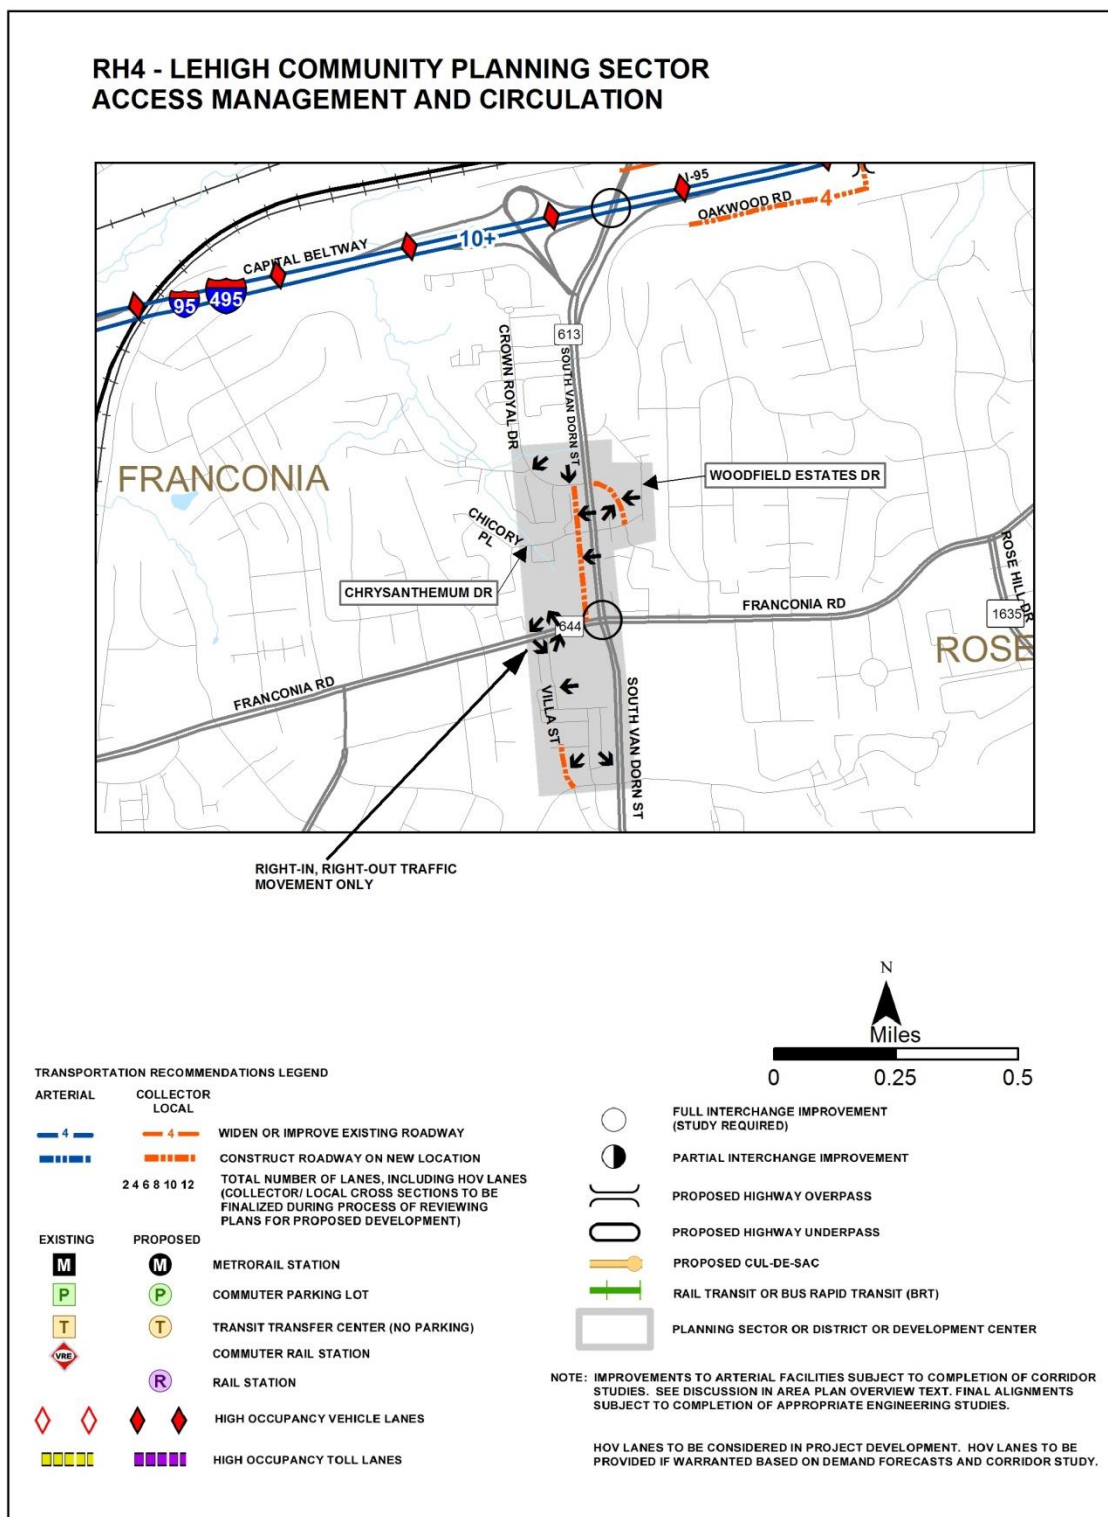 RH4 - LEHIGH COMMUNITY PLANNING SECTOR
ACCESS MANAGEMENT AND CIRCULATION
I-95
OAKWOOD RD
4
CAPITAL BELTWAY
10+
95
495
613
CROWN ROYAL DR
SOUTH VAN DORN ST
FRANCONIA
WOODFIELD ESTATES DR
CHICORY
PL
CHRYSANTHEMUM DR
ROSE HILL DR
FRANCONIA RD
1635
644
ROSE
FRANCONIA RD
VILLA ST
SOUTH VAN DORN ST
RIGHT-IN, RIGHT-OUT TRAFFIC
MOVEMENT ONLY
N
Miles
0 0.25 0.5
TRANSPORTATION RECOMMENDATIONS LEGEND
ARTERIAL COLLECTOR
LOCAL
4 4 WIDEN OR IMPROVE EXISTING ROADWAY
CONSTRUCT ROADWAY ON NEW LOCATION
2 4 6 8 10 12 TOTAL NUMBER OF LANES, INCLUDING HOV LANES
(COLLECTOR/ LOCAL CROSS SECTIONS TO BE
FINALIZED DURING PROCESS OF REVIEWING
PLANS FOR PROPOSED DEVELOPMENT)
EXISTING PROPOSED
M M METRORAIL STATION
P P COMMUTER PARKING LOT
T T TRANSIT TRANSFER CENTER (NO PARKING)
VRE COMMUTER RAIL STATION
R RAIL STATION
HIGH OCCUPANCY VEHICLE LANES
HIGH OCCUPANCY TOLL LANES
FULL INTERCHANGE IMPROVEMENT
(STUDY REQUIRED)
PARTIAL INTERCHANGE IMPROVEMENT
PROPOSED HIGHWAY OVERPASS
PROPOSED HIGHWAY UNDERPASS
PROPOSED CUL-DE-SAC
RAIL TRANSIT OR BUS RAPID TRANSIT (BRT)
PLANNING SECTOR OR DISTRICT OR DEVELOPMENT CENTER
NOTE: IMPROVEMENTS TO ARTERIAL FACILITIES SUBJECT TO COMPLETION OF CORRIDOR
STUDIES. SEE DISCUSSION IN AREA PLAN OVERVIEW TEXT. FINAL ALIGNMENTS
SUBJECT TO COMPLETION OF APPROPRIATE ENGINEERING STUDIES.
HOV LANES TO BE CONSIDERED IN PROJECT DEVELOPMENT. HOV LANES TO BE
PROVIDED IF WARRANTED BASED ON DEMAND FORECASTS AND CORRIDOR STUDY.